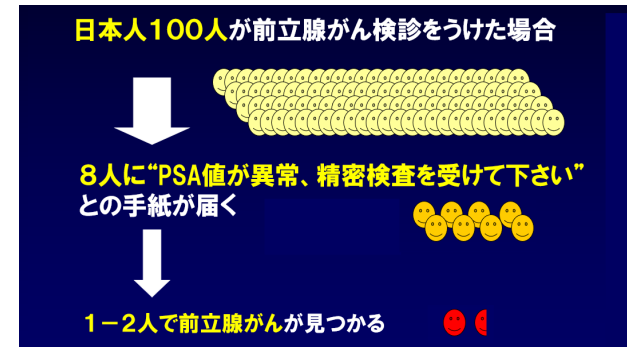 日本人100人が前立腺がん検診をうけた場合
8人に“PSA値が異常、精密検査を受けて下さい”
との手紙が届く
1－2人で前立腺がんが見つかる